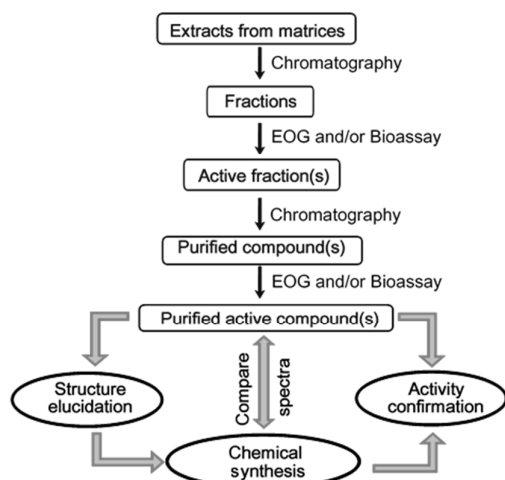 Extracts from matrices
Chromatography
Fractions
EOG and/or Bioassay
Active fraction(s)
Chromatography
Purified compound(s)
EOG and/or Bioassay
Purified active compound(s)
Structure
elucidation
Compare
spectra
Activity
confirmation
Chemical
synthesis